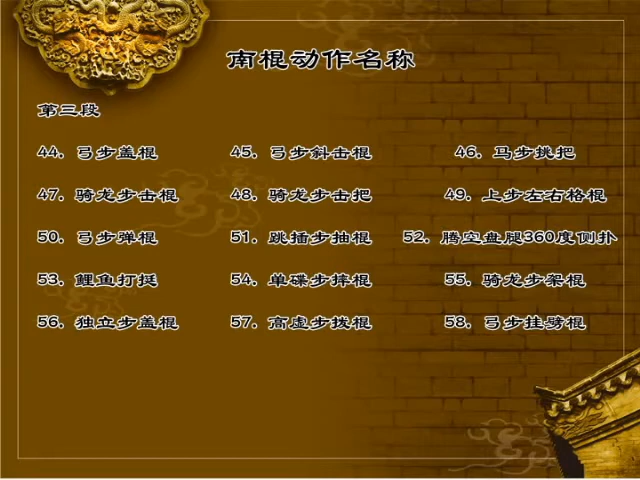 南棍动作名称
第三段
44. 弓步盖棍 45. 弓步斜击棍 46. 马步挑把
47. 骑龙步击棍 48. 骑龙步击把 49. 上步左右格棍
50. 弓步弹棍 51. 跳插步抽棍 52. 腾空盘腿360度侧扑
53. 鲤鱼打挺 54. 单碟步摔棍 55. 骑龙步架棍
56. 独立步盖棍 57. 高虚步拨棍 58. 弓步挂劈棍